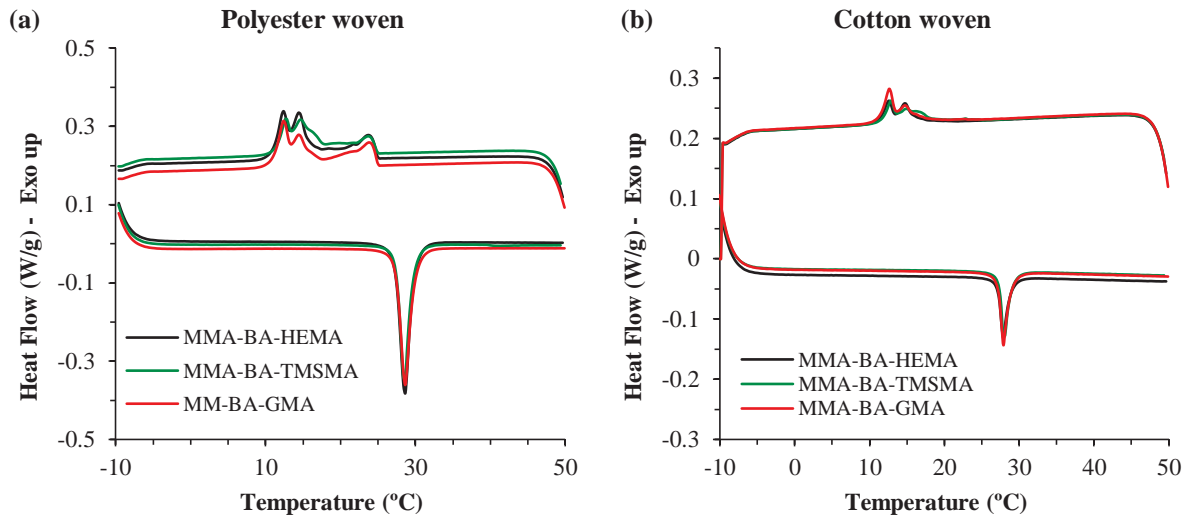 (a) Polyester woven
0.5
0.3
0.1
-0.1
-0.3
-0.5
Heat Flow (W/g) - Exo up
MMA-BA-HEMA
MMA-BA-TMSMA
MM-BA-GMA
-10 10 30 50
Temperature (ºC)
(b) Cotton woven
0.3
0.2
0.1
0
-0.1
-0.2
-0.3
Heat Flow (W/g) - Exo up
MMA-BA-HEMA
MMA-BA-TMSMA
MMA-BA-GMA
-10 0 10 20 30 40 50
Temperature (ºC)